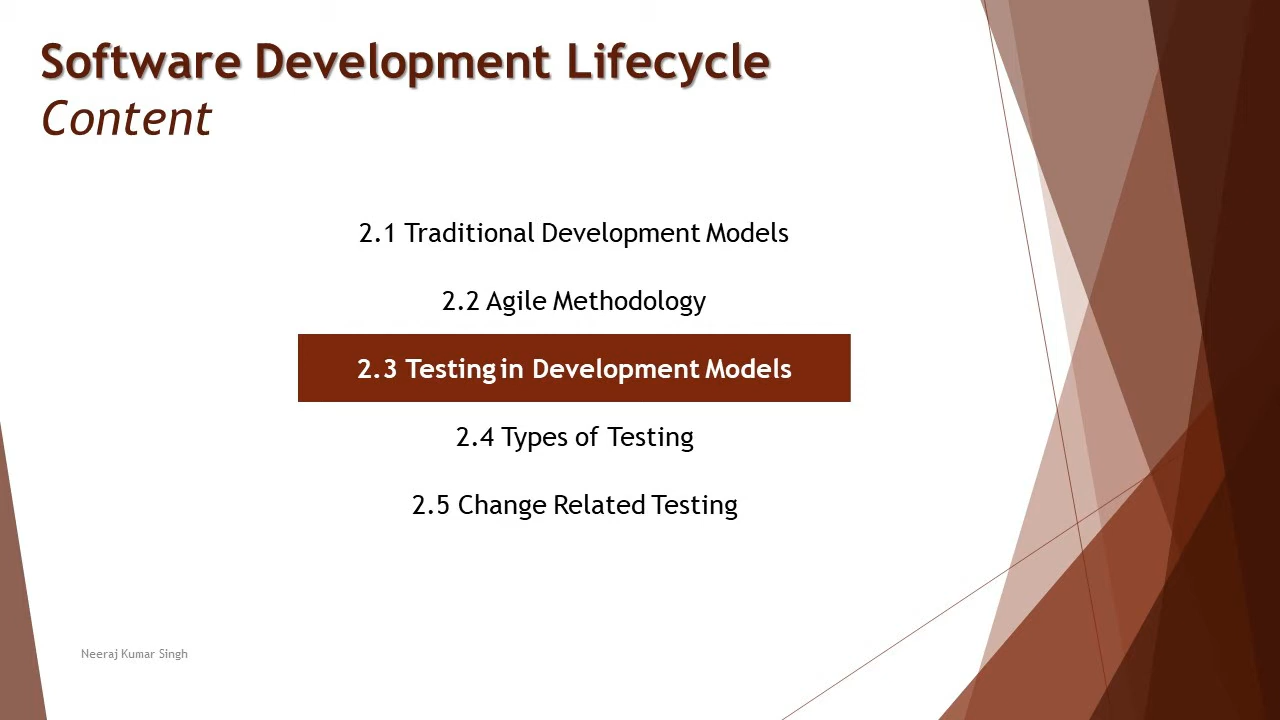 Software Development Lifecycle
Content
2.1 Traditional Development Models
2.2 Agile Methodology
2.3 Testing in Development Models
2.4 Types of Testing
2.5 Change Related Testing
Neeraj Kumar Singh